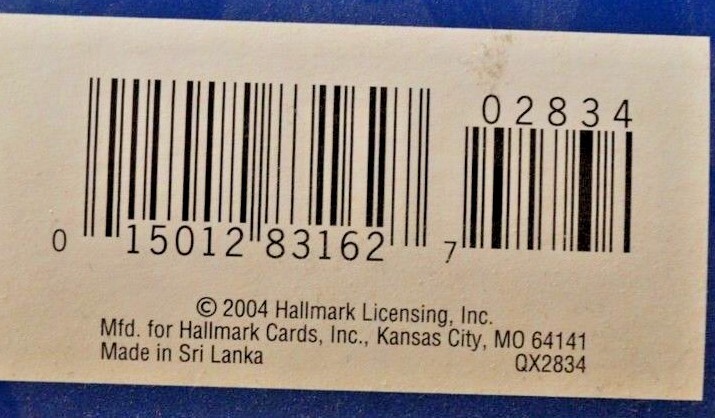 02834
0 15012 83162 7
© 2004 Hallmark Licensing, Inc.
Mfd. for Hallmark Cards, Inc., Kansas City, MO 64141
Made in Sri Lanka QX2834